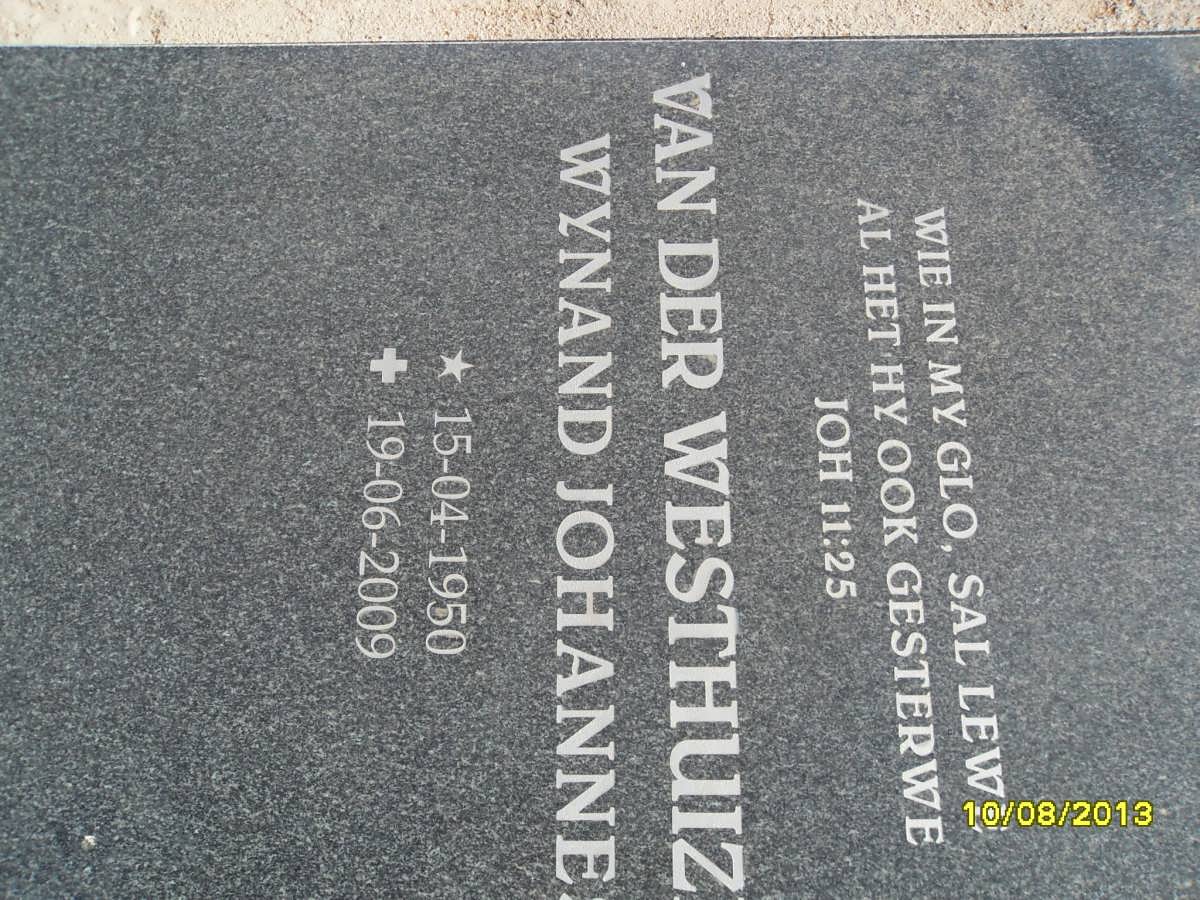 WIE IN MY GLO, SAL LEWE
AL HET HY OOK GESTERWE
JOH 11:25
VAN DER WESTHUIZ
WYNAND JOHANNES
★ 15-04-1950
✚ 19-06-2009
10/08/2013